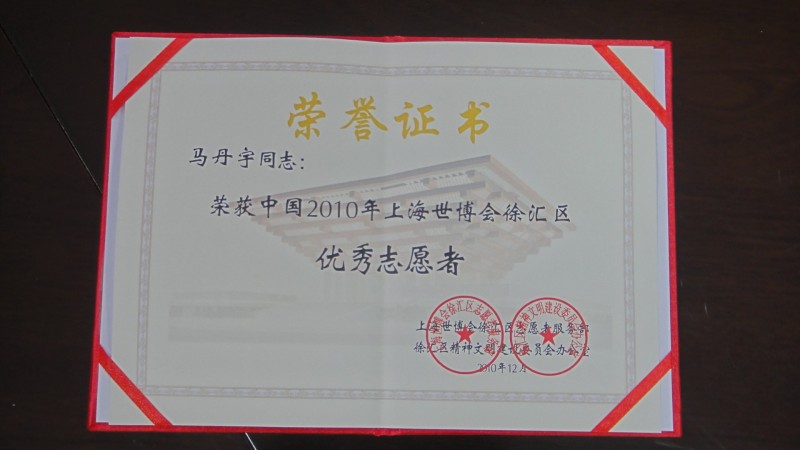 荣誉证书
马丹宇同志：
荣获中国2010年上海世博会徐汇区
优秀志愿者
上海世博会徐汇区志愿者服务部
徐汇区精神文明建设委员会办公室
2010年12月